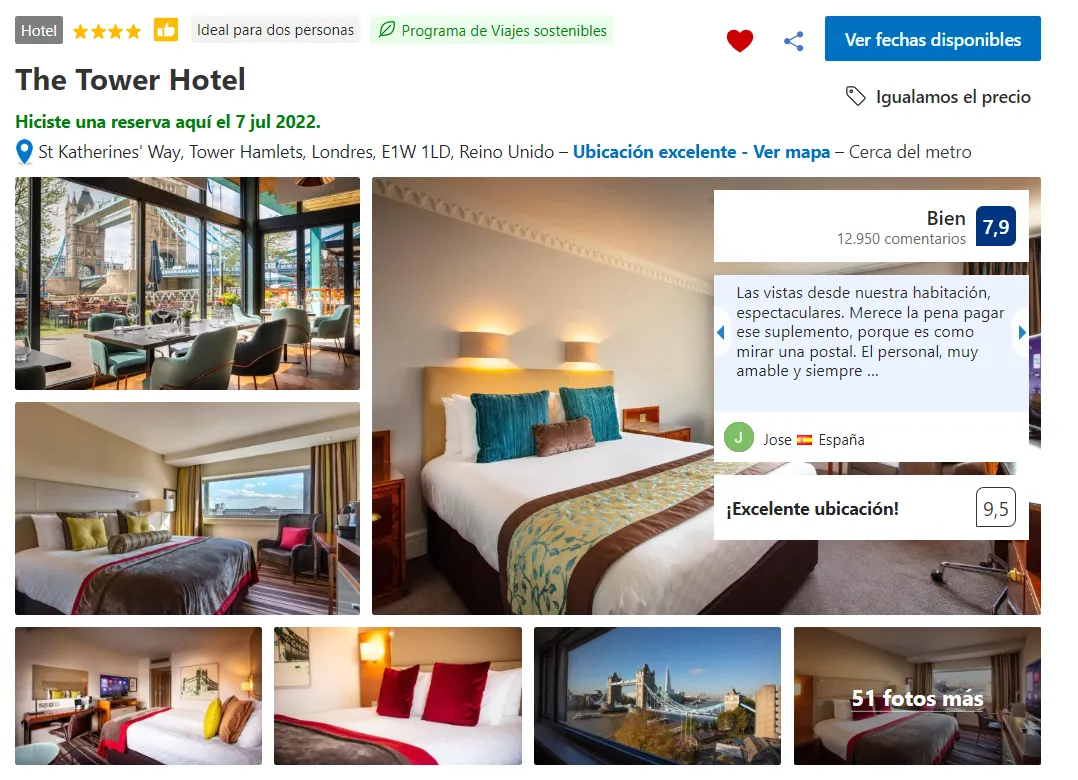 Hotel
Ideal para dos personas
Programa de Viajes sostenibles
Ver fechas disponibles
The Tower Hotel
Igualamos el precio
Hiciste una reserva aquí el 7 jul 2022.
St Katherines' Way, Tower Hamlets, Londres, E1W 1LD, Reino Unido – Ubicación excelente - Ver mapa – Cerca del metro
Bien
7,9
12.950 comentarios
Las vistas desde nuestra habitación,
espectaculares. Merece la pena pagar
ese suplemento, porque es como
mirar una postal. El personal, muy
amable y siempre ...
J
Jose España
¡Excelente ubicación!
9,5
51 fotos más